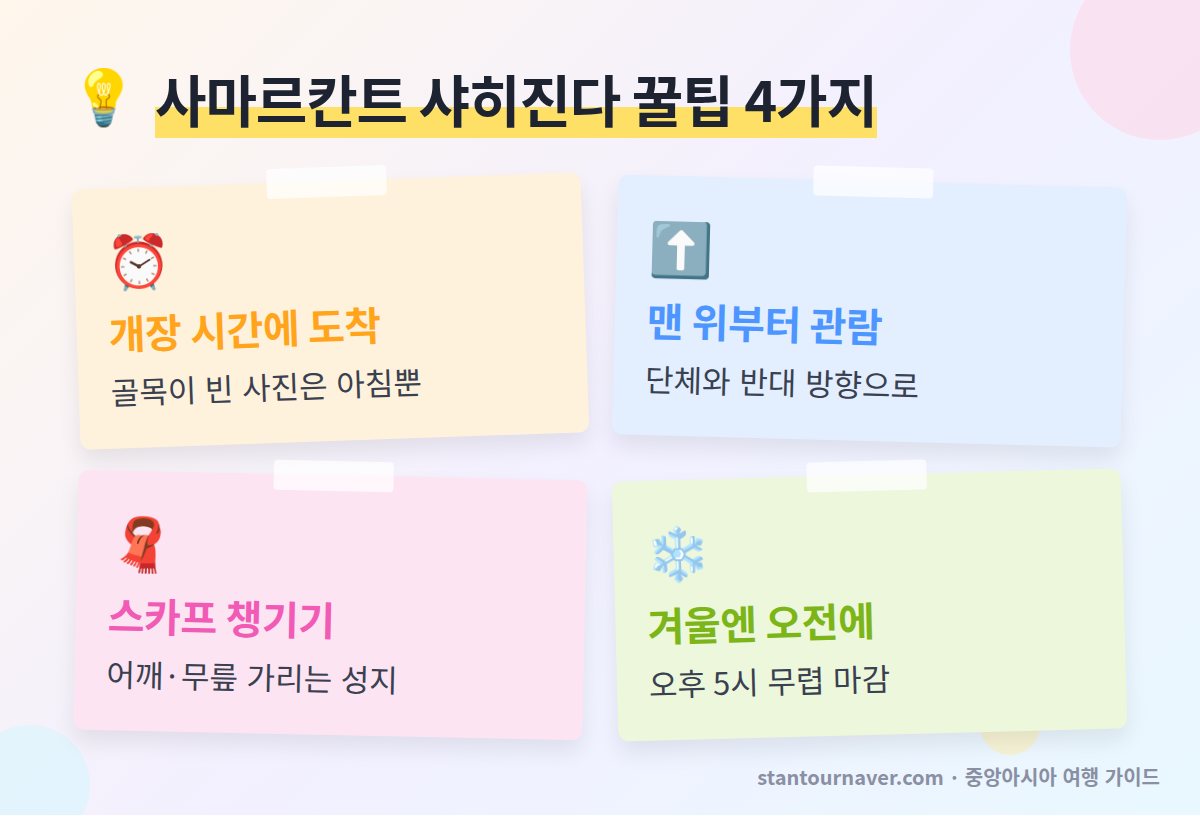 사마르칸트 샤히진다 꿀팁 4가지
개장 시간에 도착
골목이 빈 사진은 아침뿐
맨 위부터 관람
단체와 반대 방향으로
스카프 챙기기
어깨·무릎 가리는 성지
겨울엔 오전에
오후 5시 무렵 마감
stantournaver.com · 중앙아시아 여행 가이드